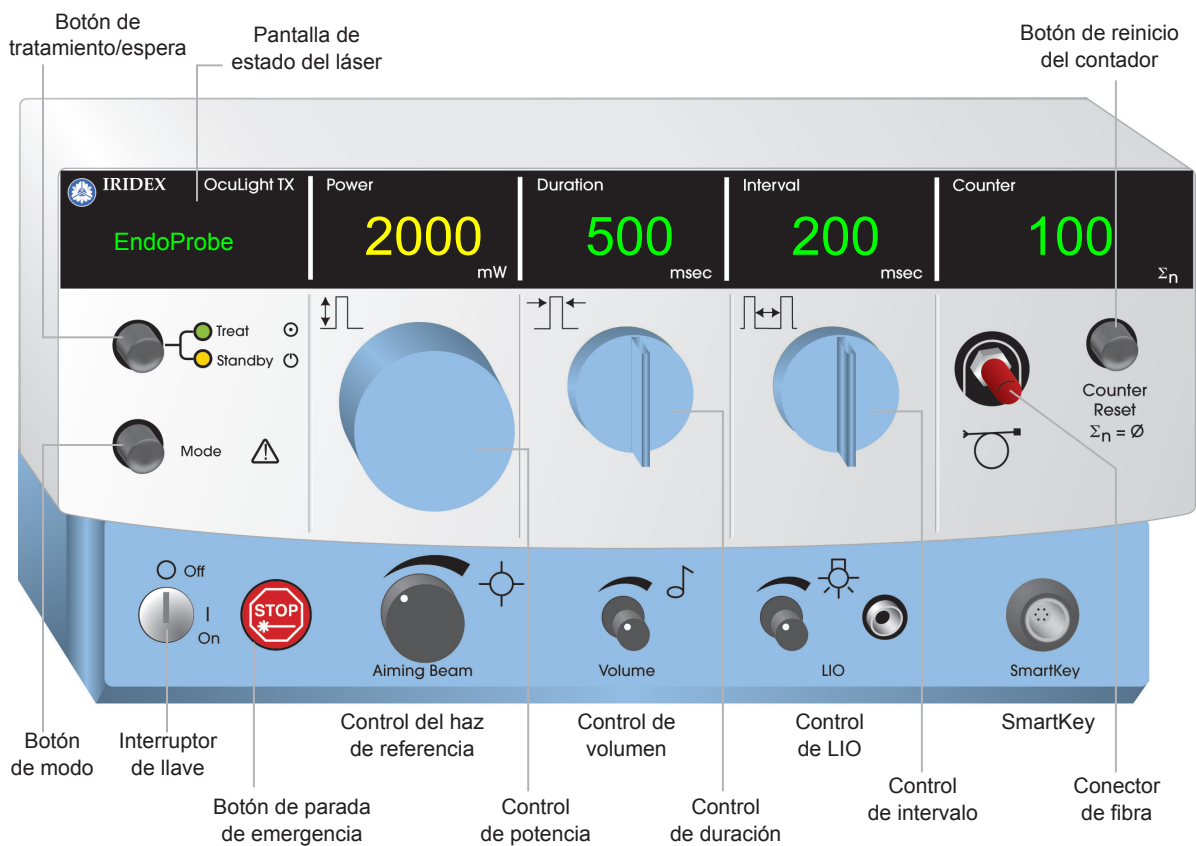 Botón de
tratamiento/espera
Pantalla de
estado del láser
Botón de reinicio
del contador
IRIDEX OcuLight TX
EndoProbe
Power
2000
mW
Duration
500
msec
Interval
200
msec
Counter
100
Σn
Treat
Standby
Mode
Counter
Reset
Σn = Ø
Off
I
On
STOP
Aiming Beam
Volume
LIO
SmartKey
Botón
de modo
Interruptor
de llave
Control del haz
de referencia
Control de
volumen
Control
de LIO
SmartKey
Botón de parada
de emergencia
Control
de potencia
Control
de duración
Control
de intervalo
Conector
de fibra